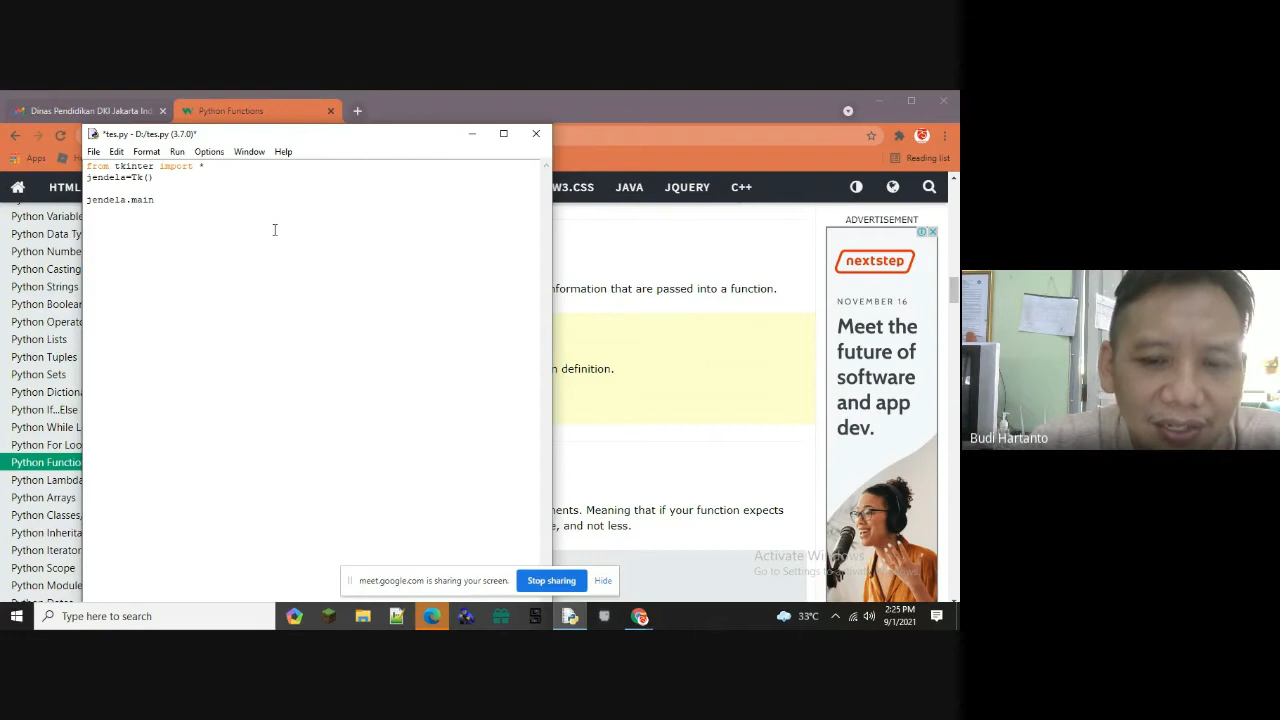 Dinas Pendidikan DKI Jakarta Ind
Python Functions
Apps
Reading list
*tes.py - D:/tes.py (3.7.0)*
File Edit Format Run Options Window Help
from tkinter import *
jendela=Tk()
jendela.main
HTML
W3.CSS JAVA JQUERY C++
Python Variable
Python Data Ty
Python Numbe
Python Casting
Python Strings
Python Boolean
Python Operato
Python Lists
Python Tuples
Python Sets
Python Dictiona
Python If...Else
Python While L
Python For Loo
Python Functio
Python Lambda
Python Arrays
Python Classes,
Python Inherita
Python Iterator
Python Scope
Python Module
nformation that are passed into a function.
n definition.
ents. Meaning that if your function expects
e, and not less.
ADVERTISEMENT
nextstep
NOVEMBER 16
Meet the
future of
software
and app
dev.
Activate Windows
Go to Settings to activate Windows.
meet.google.com is sharing your screen.
Stop sharing
Hide
Type here to search
33°C
2:25 PM
9/1/2021
Budi Hartanto